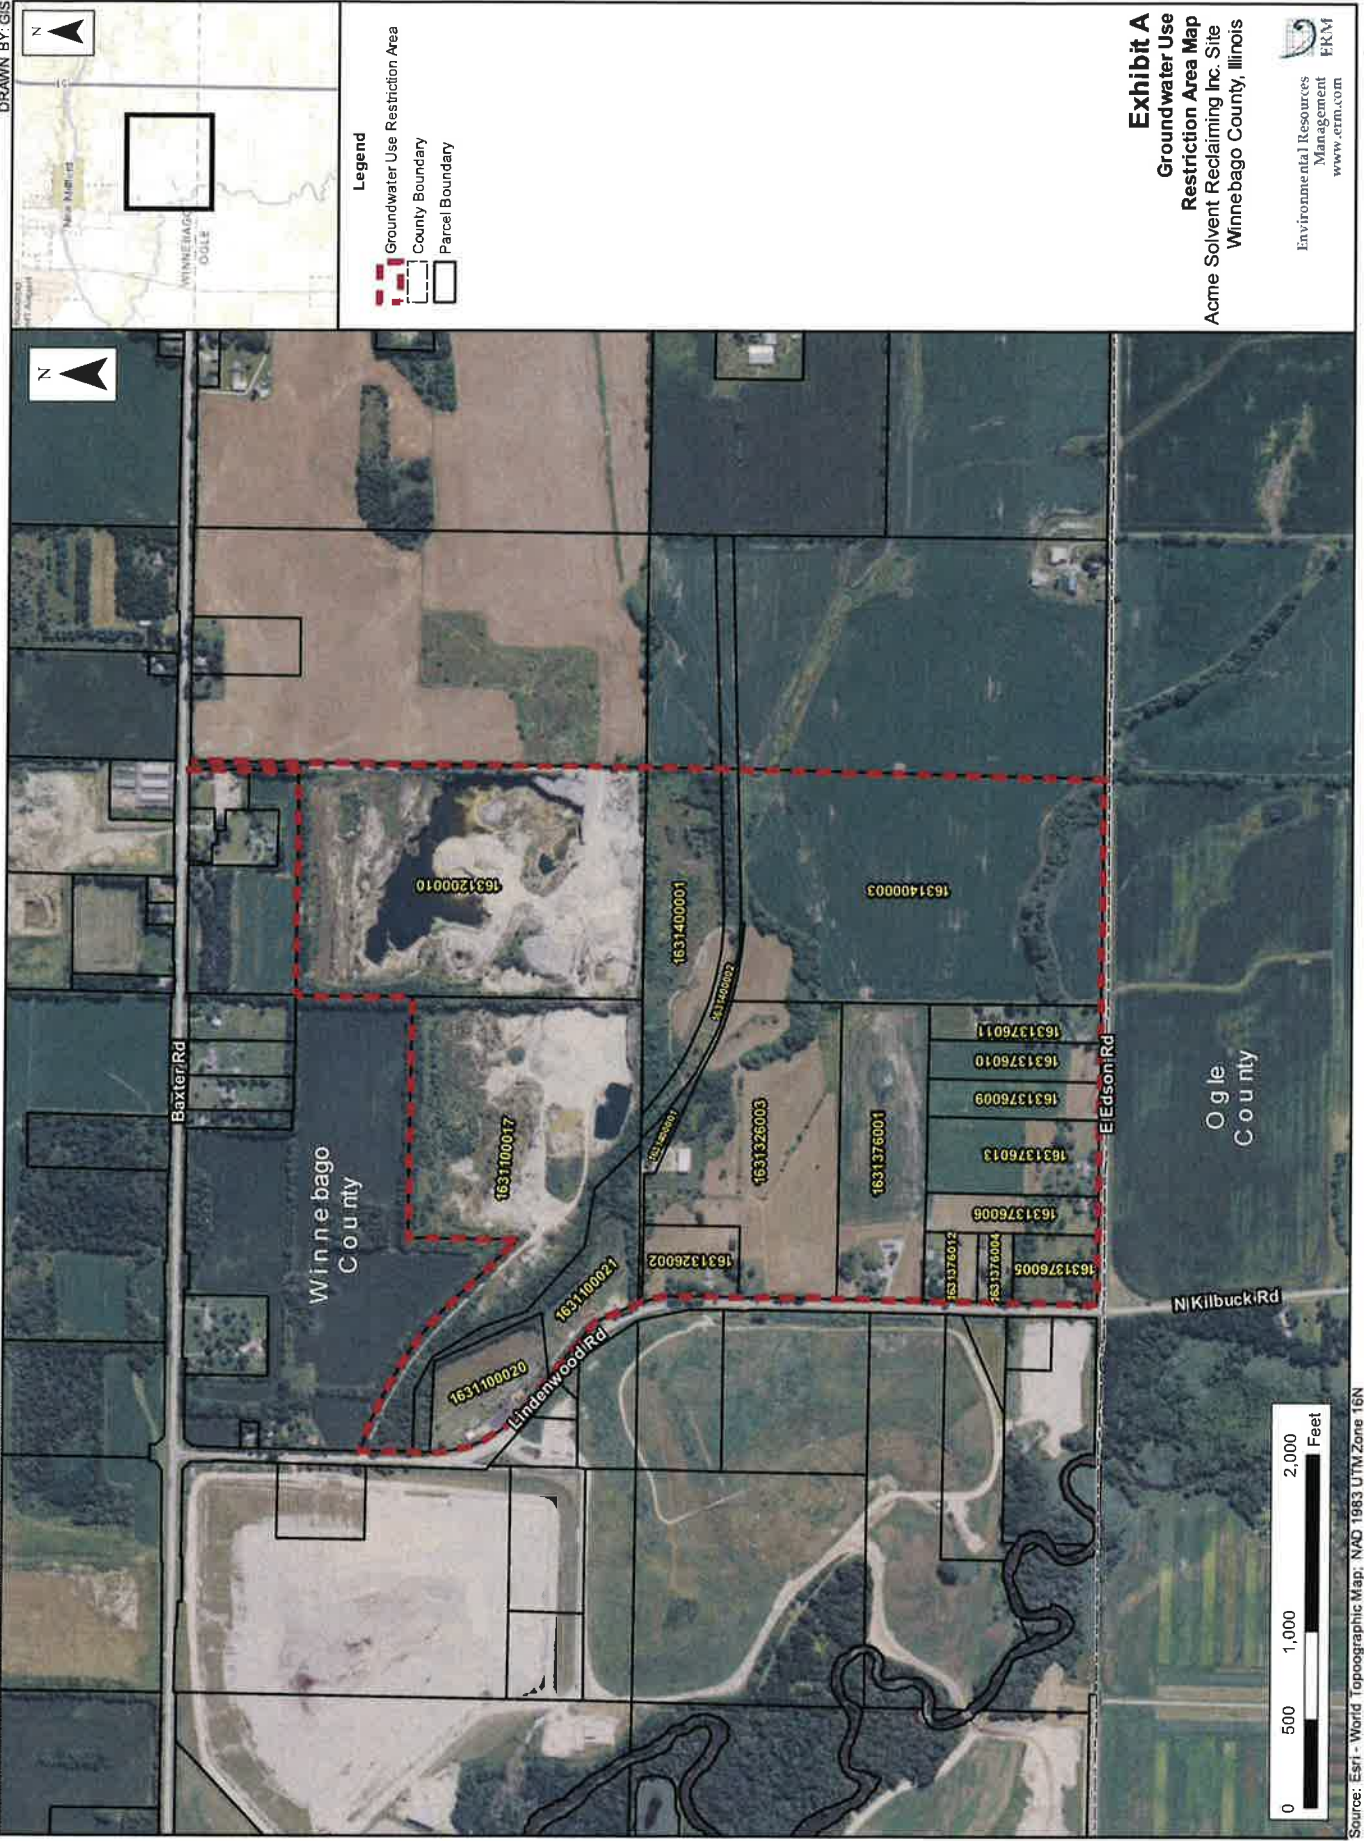 DRAWN BY: GIS
N
New Milford
WINNEBAGO
OGLE
N
Legend
Groundwater Use Restriction Area
County Boundary
Parcel Boundary
Exhibit A
Groundwater Use
Restriction Area Map
Acme Solvent Reclaiming Inc. Site
Winnebago County, Illinois
Environmental Resources
Management
www.erm.com
ERM
Baxter Rd
Winnebago
County
1631200010
1631100017
1631100021
1631100020
Lindenwood Rd
1631400001
1631400002
1631400001
1631400003
1631326003
1631326002
1631376001
1631376011
1631376010
1631376009
1631376013
1631376006
1631376012
1631376004
1631376005
E Edson Rd
N Kilbuck Rd
Ogle
County
0 500 1,000 2,000
Feet
Source: Esri - World Topographic Map; NAD 1983 UTM Zone 16N